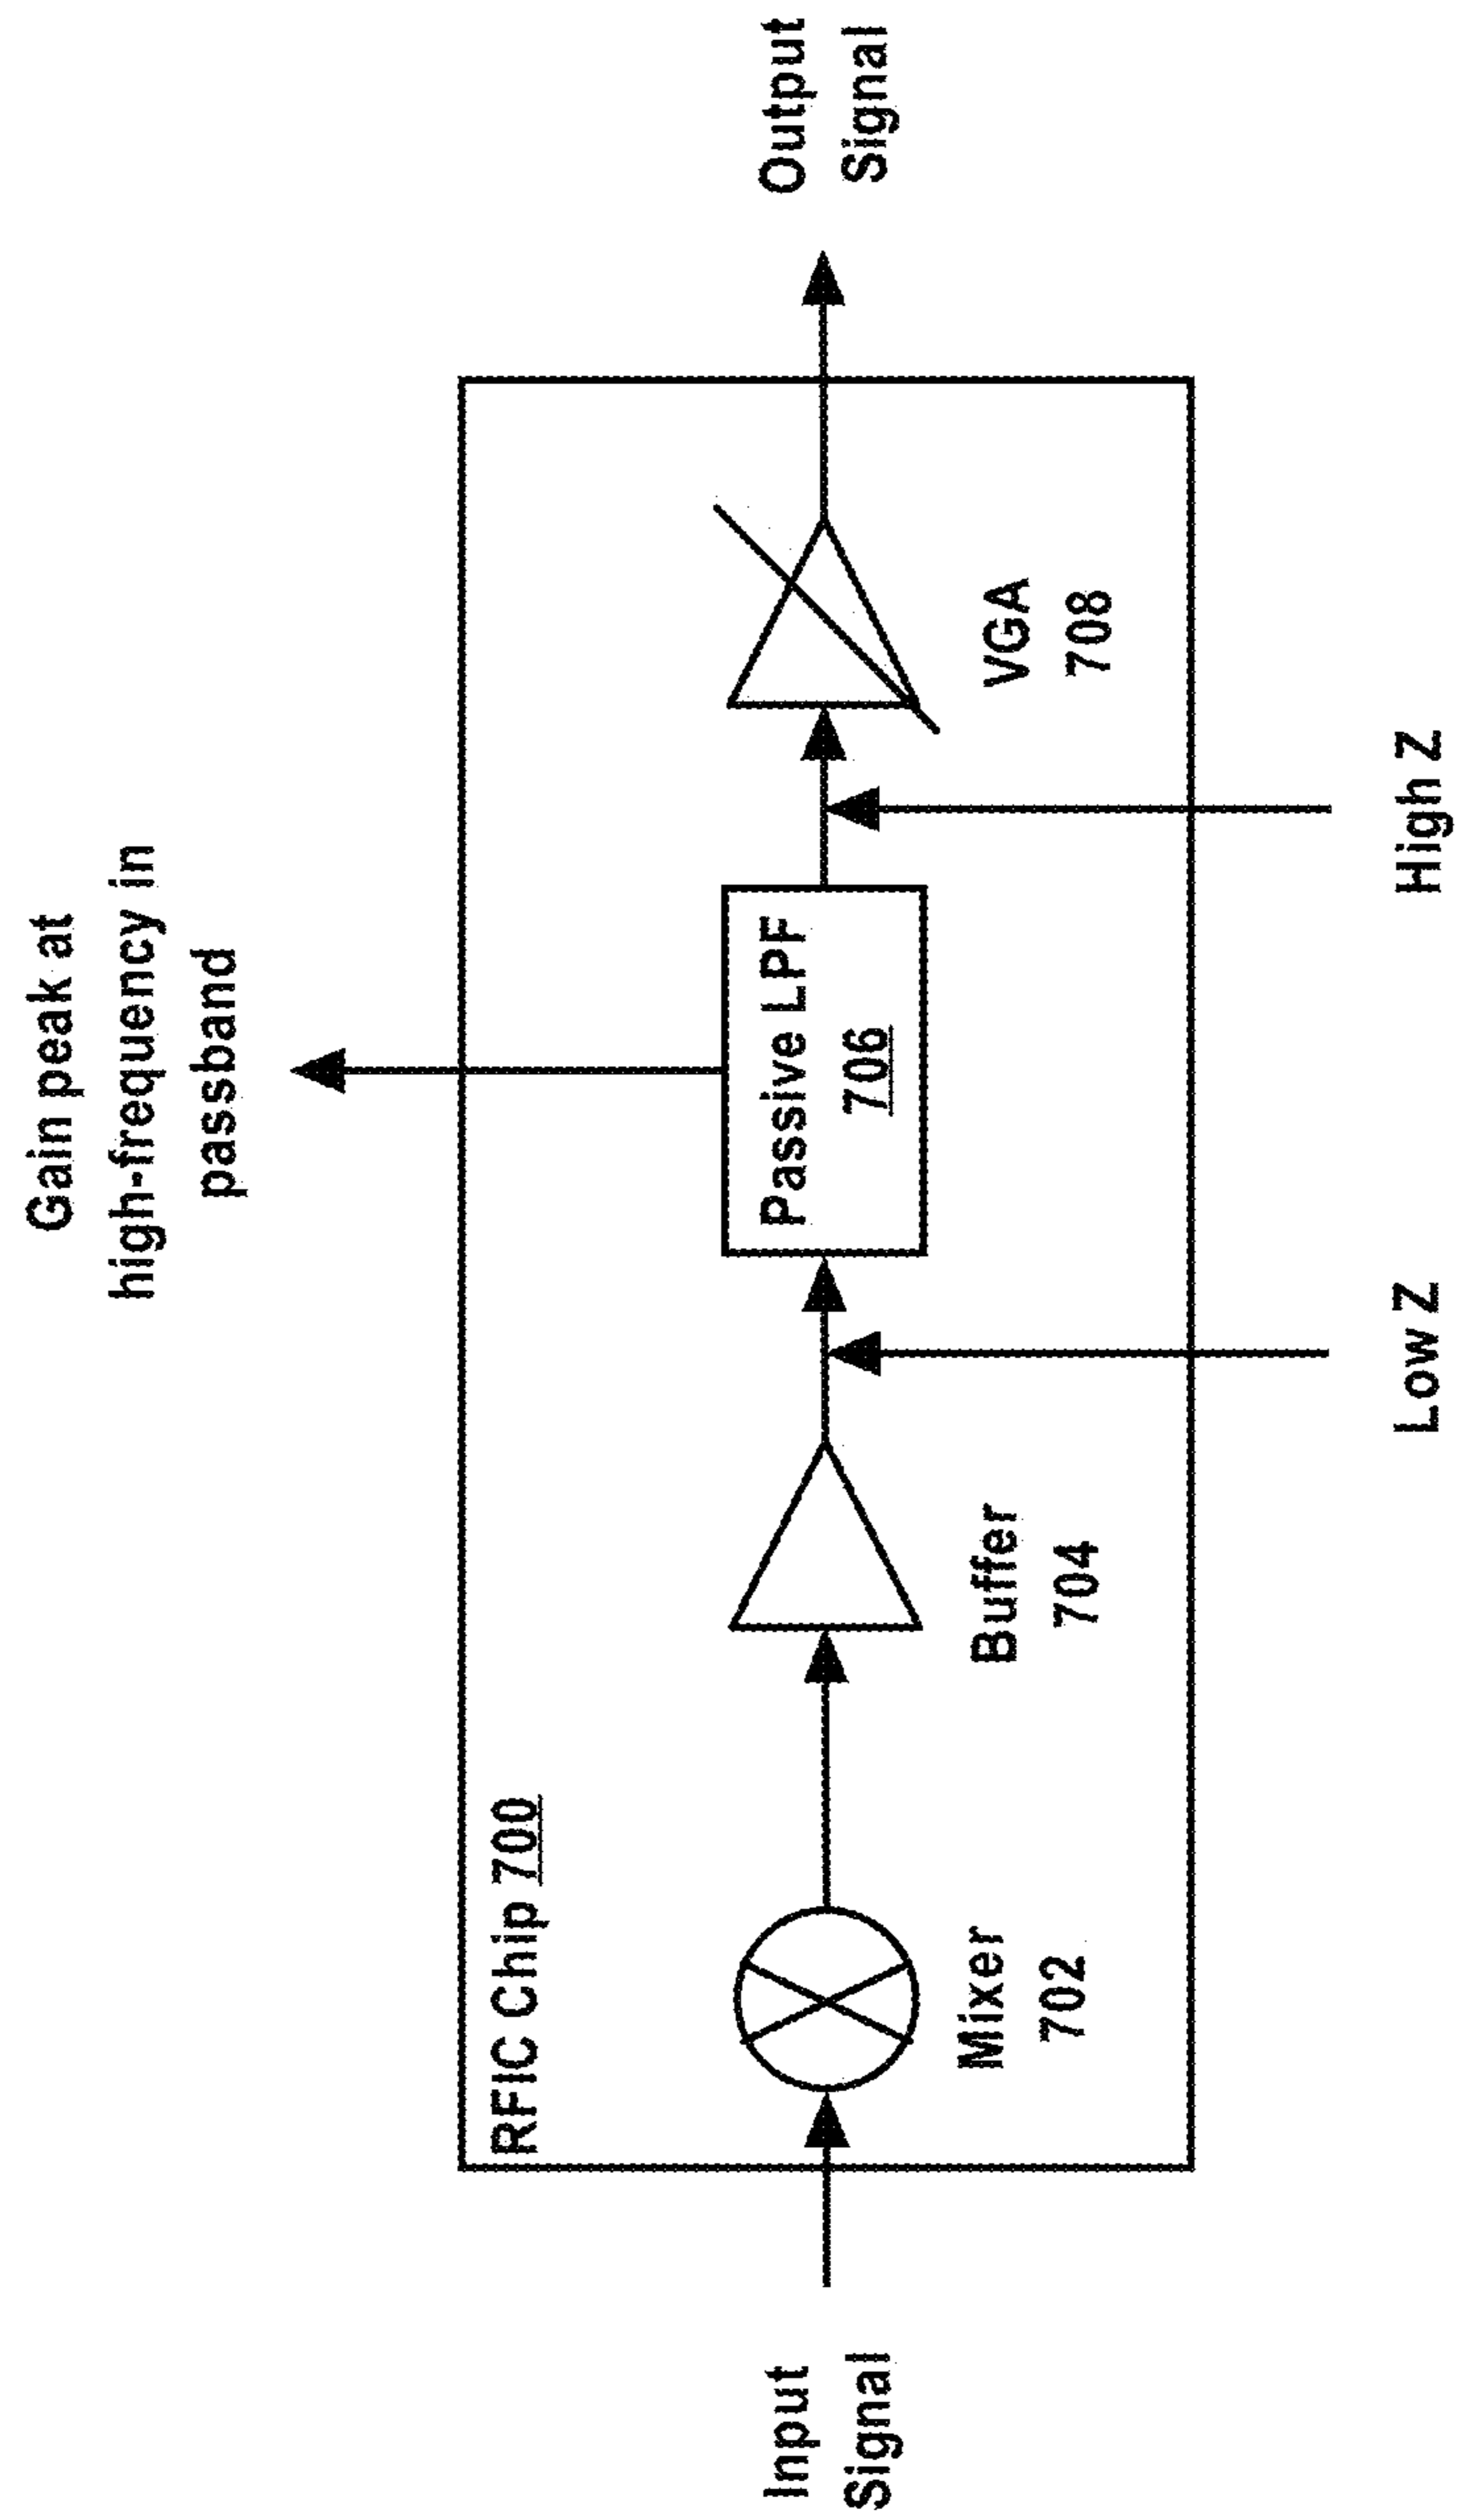 Gain peak at
high-frequency in
passband
RFIC Chip 700
Input
Signal
Mixer
702
Buffer
704
Passive LPF
706
VGA
708
Output
Signal
Low Z
High Z